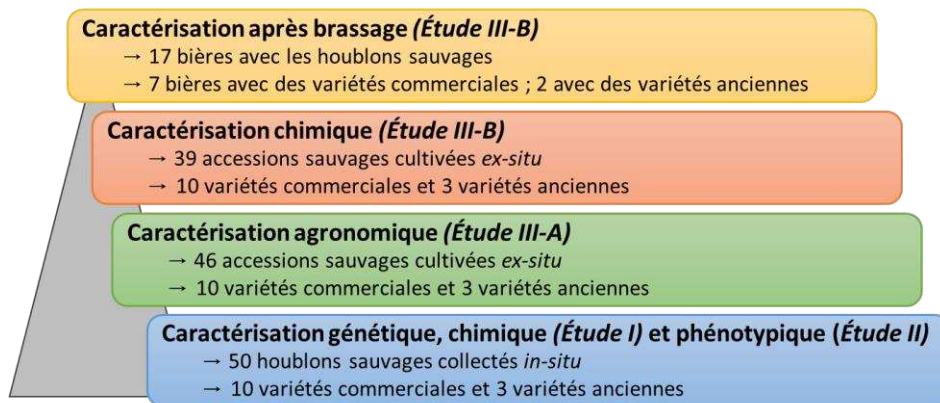 Caractérisation après brassage (Étude III-B)
→ 17 bières avec les houblons sauvages
→ 7 bières avec des variétés commerciales ; 2 avec des variétés anciennes
Caractérisation chimique (Étude III-B)
→ 39 accessions sauvages cultivées ex-situ
→ 10 variétés commerciales et 3 variétés anciennes
Caractérisation agronomique (Étude III-A)
→ 46 accessions sauvages cultivées ex-situ
→ 10 variétés commerciales et 3 variétés anciennes
Caractérisation génétique, chimique (Étude I) et phénotypique (Étude II)
→ 50 houblons sauvages collectés in-situ
→ 10 variétés commerciales et 3 variétés anciennes